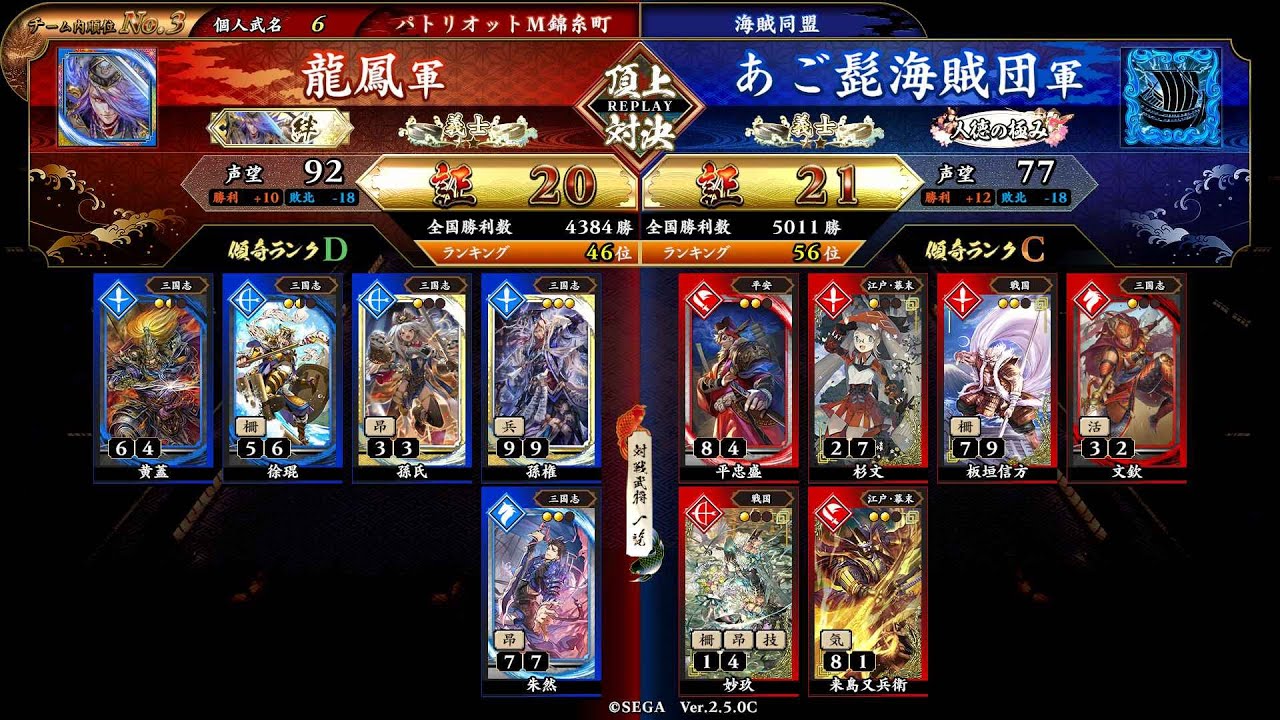 チーム内順位 No.3
個人武名 6
パトリオットM錦糸町
海賊同盟
龍鳳軍
頂上
REPLAY
対決
あご髭海賊団軍
絆
義士
義士
人徳の極み
声望 92
勝利 +10 敗北 -18
証 20
証 21
声望 77
勝利 +12 敗北 -18
全国勝利数 4384勝
全国勝利数 5011勝
傾奇ランクD
ランキング 46位
ランキング 56位
傾奇ランクC
三国志
三国志
三国志
三国志
平安
江戸・幕末
戦国
三国志
柵
昂
兵
柵
活
6 4
5 6
3 3
9 9
8 4
2 7
7 9
3 2
黄蓋
徐琨
孫氏
孫権
平忠盛
杉文
板垣信方
文欽
対戦武将一覧
三国志
戦国
江戸・幕末
昂
柵 昂 技
気
7 7
1 4
8 1
朱然
妙玖
来島又兵衛
©SEGA Ver.2.5.0C